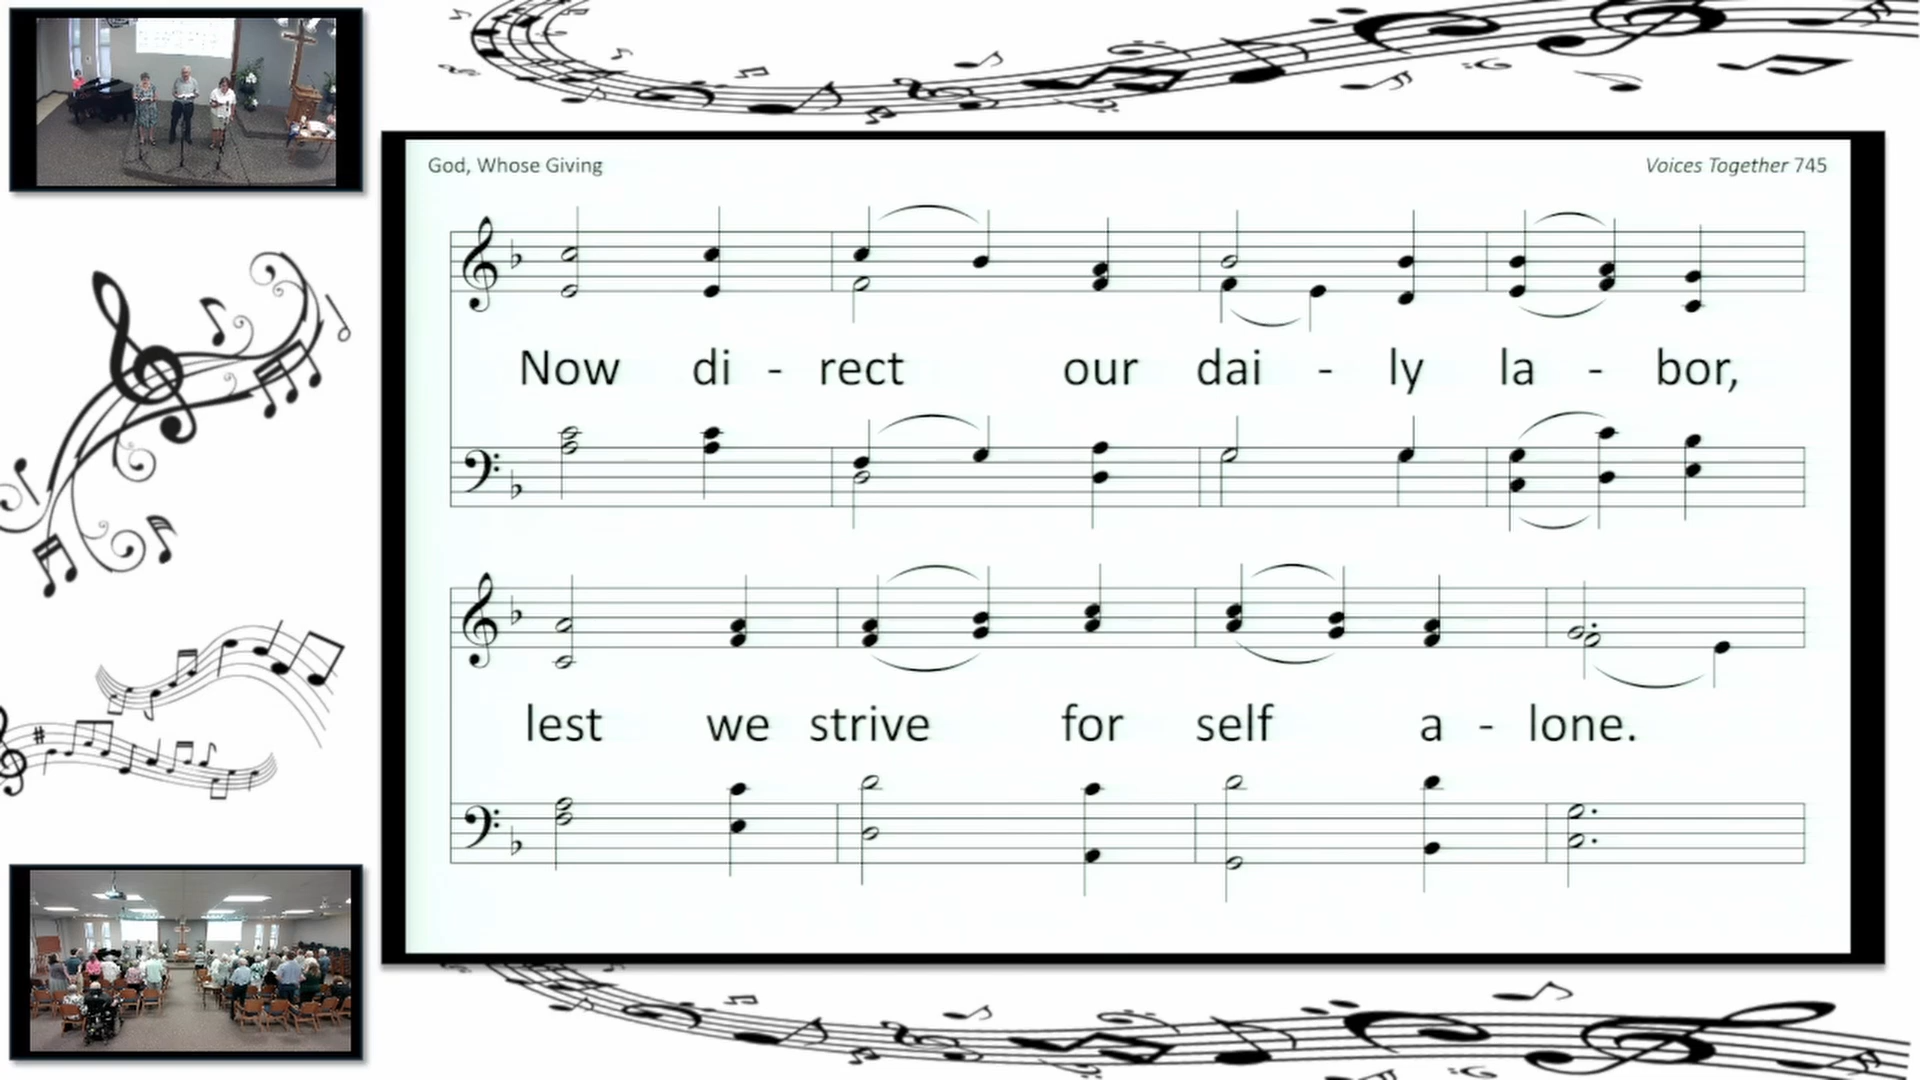 God, Whose Giving
Voices Together 745
Now di - rect our dai - ly la - bor,
lest we strive for self a - lone.